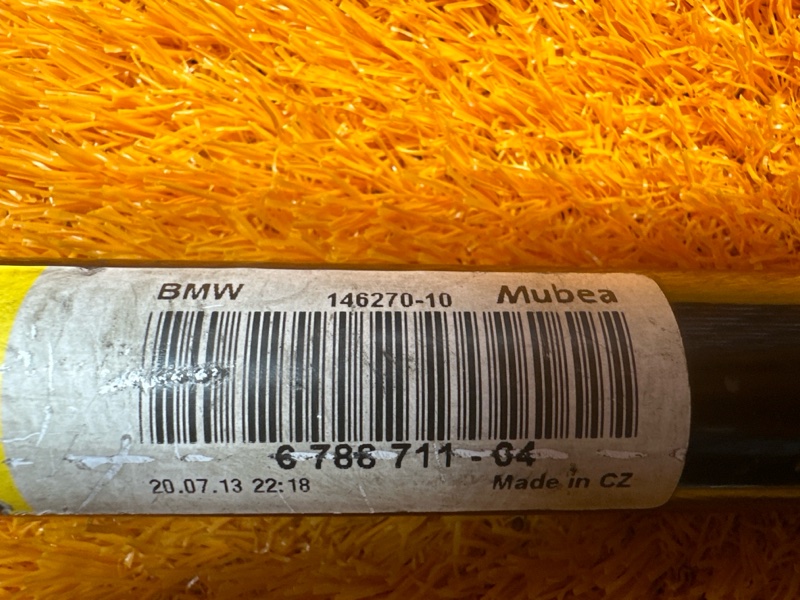 BMW 146270-10 Mubea
6 786 711 - 04
20.07.13 22:18 Made in CZ